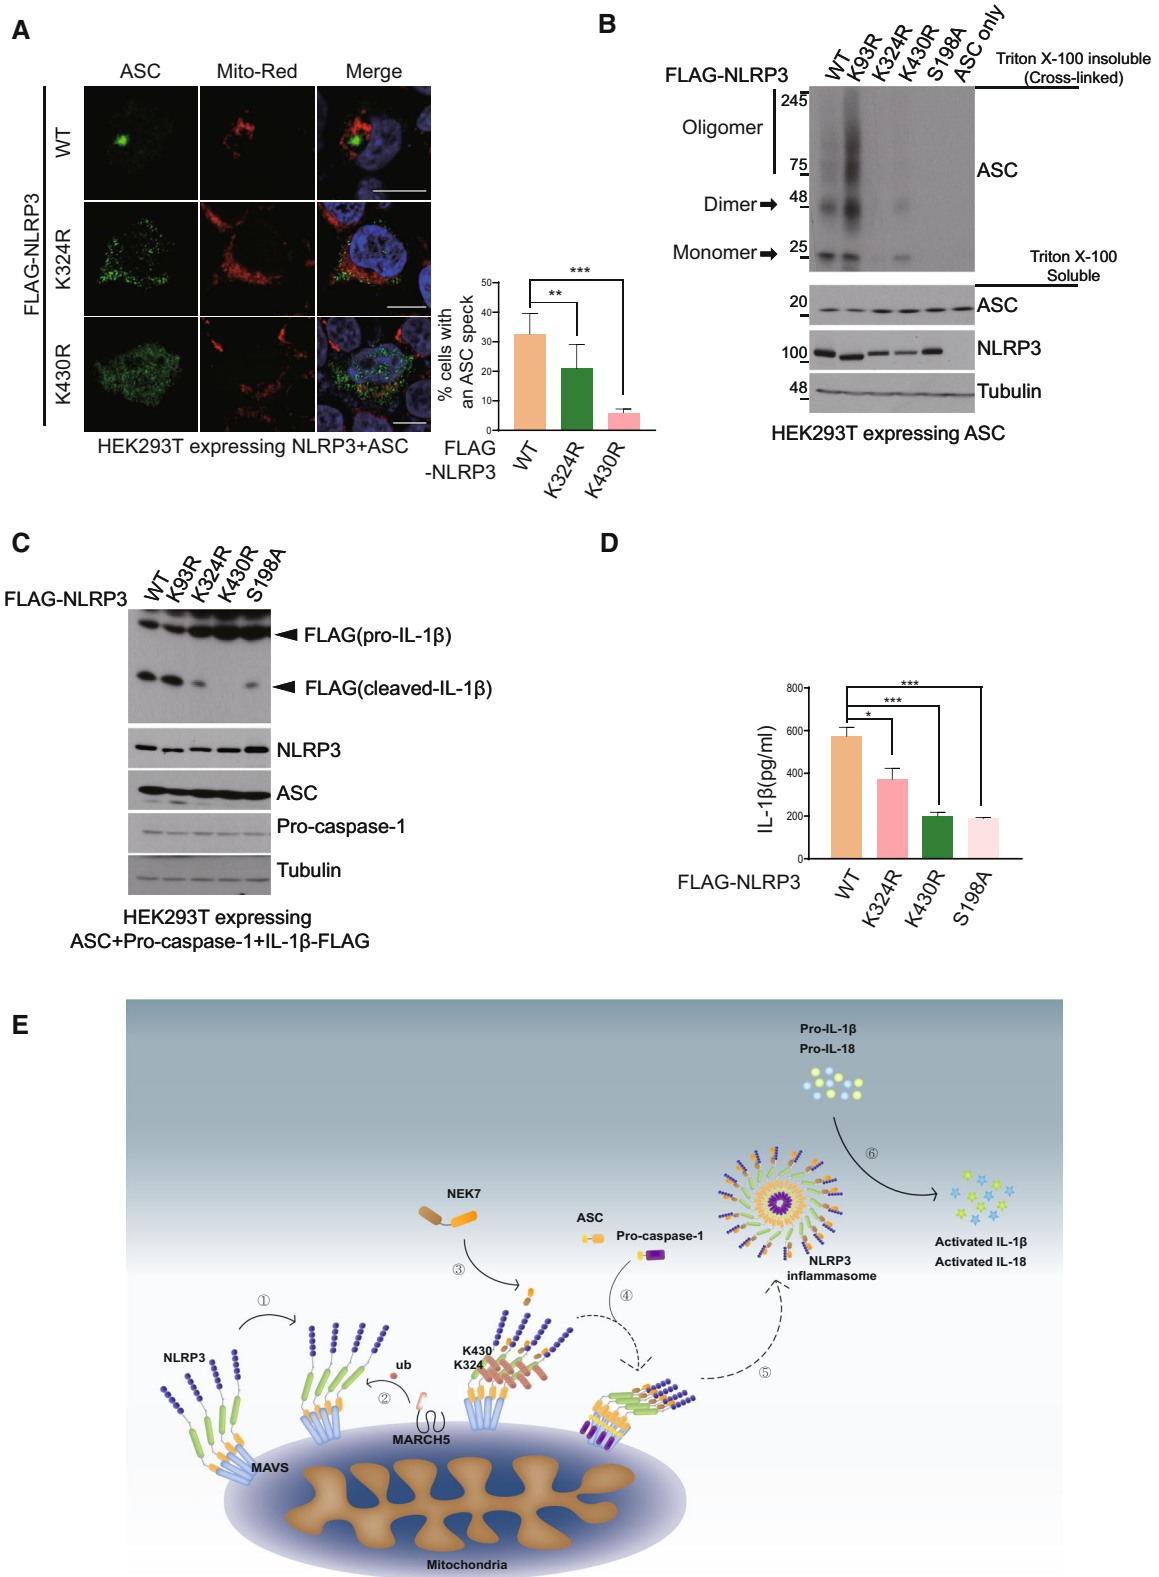 A
ASC
Mito-Red
Merge
FLAG-NLRP3
WT
K324R
K430R
HEK293T expressing NLRP3+ASC
% cells with
an ASC speck
50
40
30
20
10
0
**
***
FLAG
-NLRP3
WT
K324R
K430R
B
FLAG-NLRP3
WT
K93R
K324R
K430R
S198A
ASC only
Triton X-100 insoluble
(Cross-linked)
Oligomer
245
75
Dimer
48
Monomer
25
ASC
Triton X-100
Soluble
20
ASC
100
NLRP3
48
Tubulin
HEK293T expressing ASC
C
FLAG-NLRP3
WT
K93R
K324R
K430R
S198A
FLAG(pro-IL-1β)
FLAG(cleaved-IL-1β)
NLRP3
ASC
Pro-caspase-1
Tubulin
HEK293T expressing
ASC+Pro-caspase-1+IL-1β-FLAG
D
IL-1β(pg/ml)
800
600
400
200
0
*
***
***
FLAG-NLRP3
WT
K324R
K430R
S198A
E
Pro-IL-1β
Pro-IL-18
⑥
NEK7
ASC
Pro-caspase-1
③
④
NLRP3
inflammasome
Activated IL-1β
Activated IL-18
①
NLRP3
K430
K324
ub
②
⑤
MARCH5
MAVS
Mitochondria